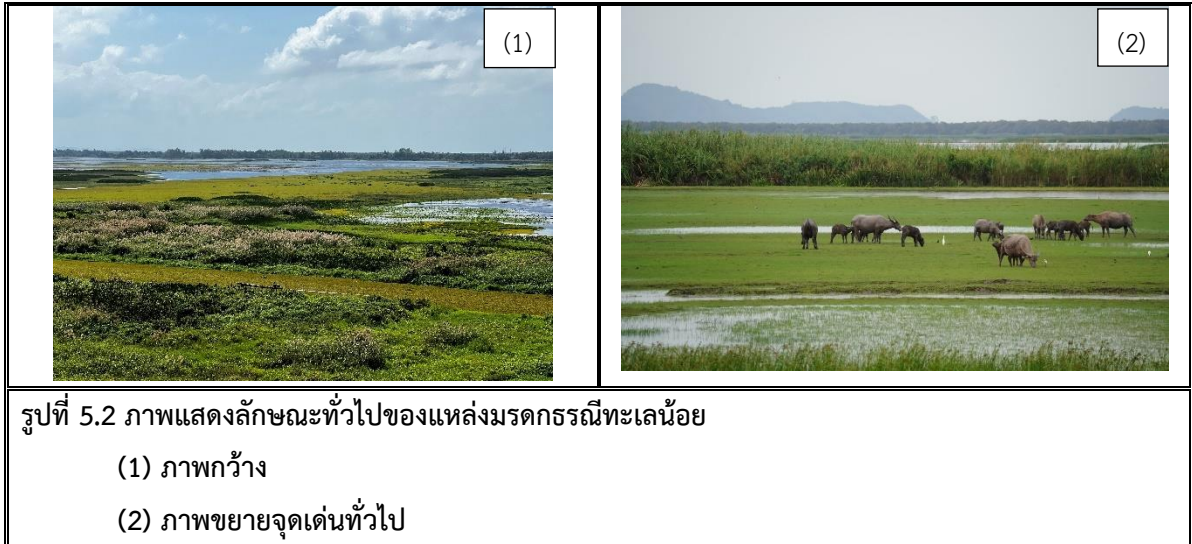 (1)
(2)
รูปที่ 5.2 ภาพแสดงลักษณะทั่วไปของแหล่งมรดกธรณีทะเลน้อย
(1) ภาพกว้าง
(2) ภาพขยายจุดเด่นทั่วไป